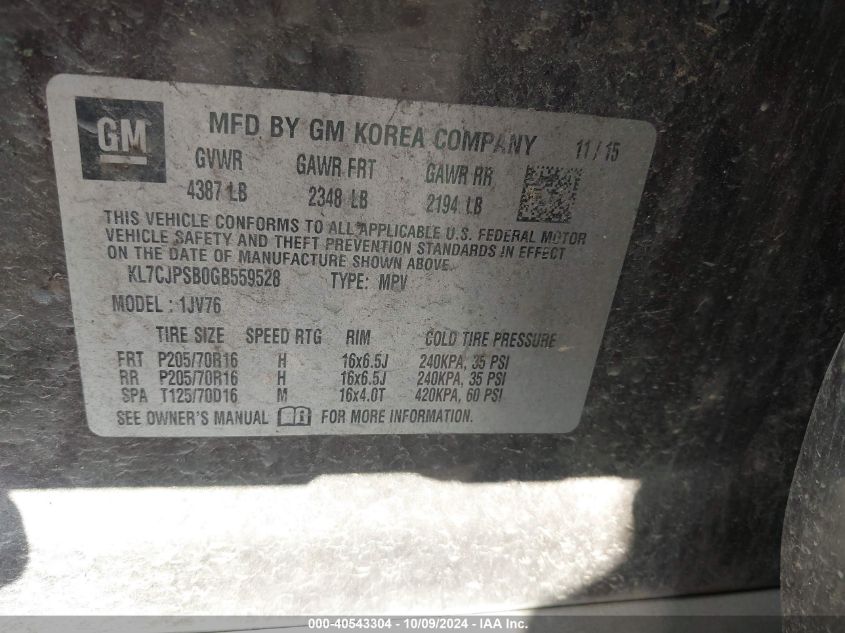 GM MFD BY GM KOREA COMPANY 11/15
GVWR GAWR FRT GAWR RR
4387 LB 2348 LB 2194 LB
THIS VEHICLE CONFORMS TO ALL APPLICABLE U.S. FEDERAL MOTOR
VEHICLE SAFETY AND THEFT PREVENTION STANDARDS IN EFFECT
ON THE DATE OF MANUFACTURE SHOWN ABOVE.
KL7CJPSB0GB559528 TYPE: MPV
MODEL: 1JV76
TIRE SIZE SPEED RTG RIM COLD TIRE PRESSURE
FRT P205/70R16 H 16x6.5J 240KPA, 35 PSI
RR P205/70R16 H 16x6.5J 240KPA, 35 PSI
SPA T125/70D16 M 16x4.0T 420KPA, 60 PSI
SEE OWNER'S MANUAL FOR MORE INFORMATION.
000-40543304 - 10/09/2024 - IAA Inc.